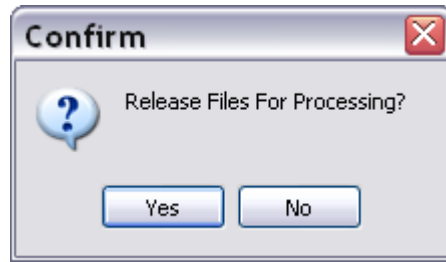 Confirm
Release Files For Processing?
Yes
No